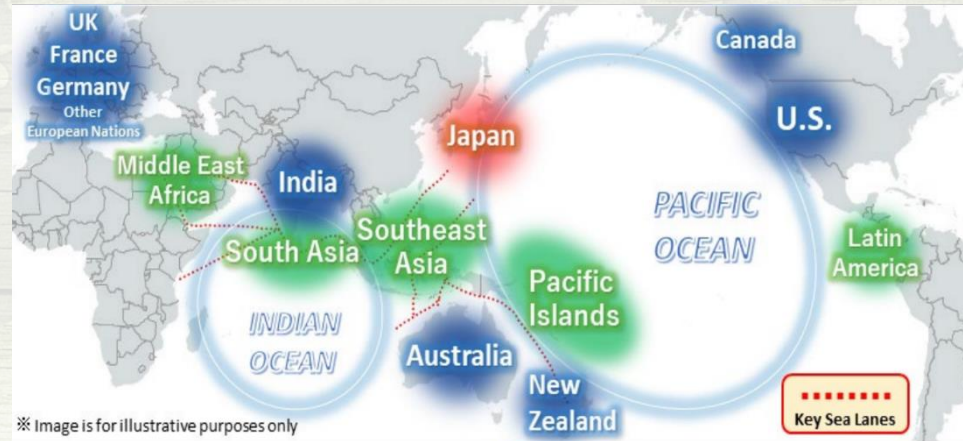 UK
France
Germany
Other
European Nations
Canada
U.S.
Japan
Middle East
Africa
India
South Asia
Southeast
Asia
PACIFIC
OCEAN
Latin
America
Pacific
Islands
INDIAN
OCEAN
Australia
New
Zealand
Key Sea Lanes
※ Image is for illustrative purposes only